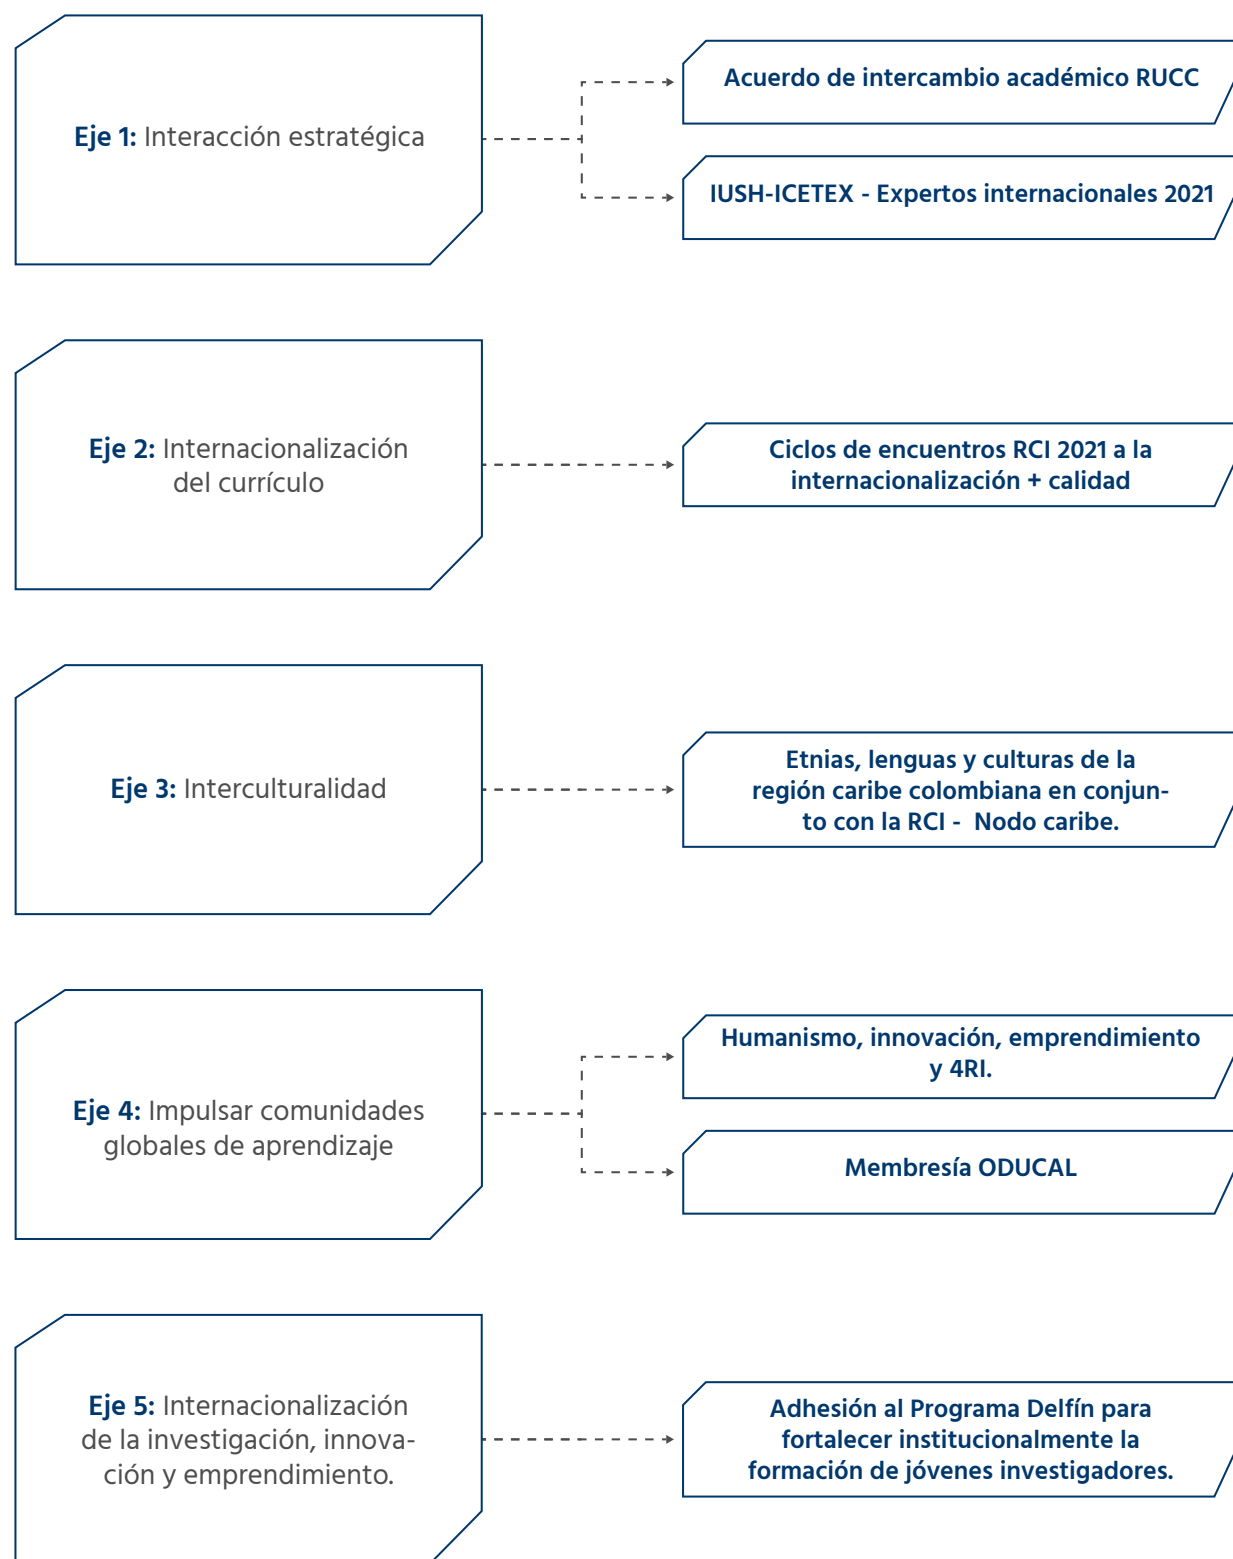 Eje 1: Interacción estratégica
Acuerdo de intercambio académico RUCC
IUSH-ICETEX - Expertos internacionales 2021
Eje 2: Internacionalización
del currículo
Ciclos de encuentros RCI 2021 a la
internacionalización + calidad
Eje 3: Interculturalidad
Etnias, lenguas y culturas de la
región caribe colombiana en conjun-
to con la RCI - Nodo caribe.
Eje 4: Impulsar comunidades
globales de aprendizaje
Humanismo, innovación, emprendimiento
y 4RI.
Membresía ODUCAL
Eje 5: Internacionalización
de la investigación, innova-
ción y emprendimiento.
Adhesión al Programa Delfín para
fortalecer institucionalmente la
formación de jóvenes investigadores.